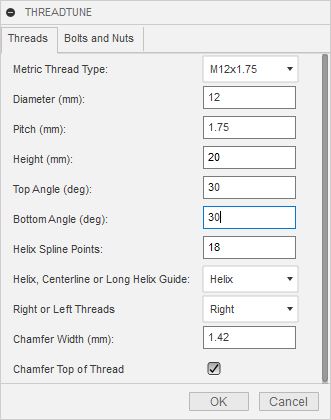 THREADTUNE
Threads Bolts and Nuts
Metric Thread Type: M12x1.75
Diameter (mm): 12
Pitch (mm): 1.75
Height (mm): 20
Top Angle (deg): 30
Bottom Angle (deg): 30
Helix Spline Points: 18
Helix, Centerline or Long Helix Guide: Helix
Right or Left Threads Right
Chamfer Width (mm): 1.42
Chamfer Top of Thread
OK Cancel